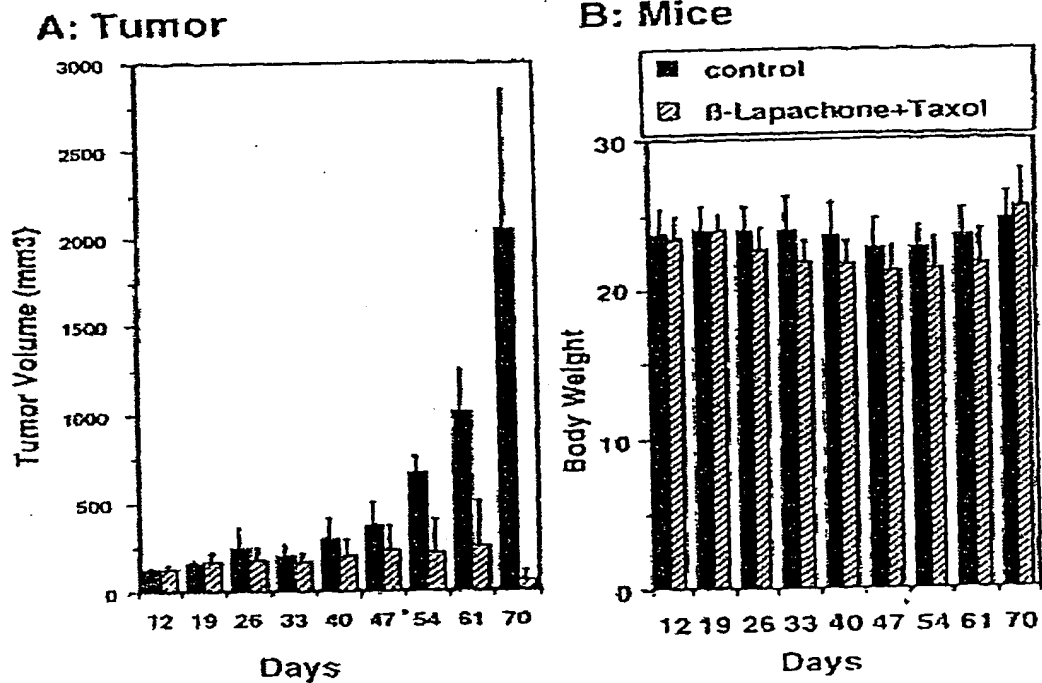 A: Tumor
3000
2500
2000
1500
1000
500
0
Tumor Volume (mm3)
12 19 26 33 40 47 54 61 70
Days
B: Mice
control
β-Lapachone+Taxol
30
20
10
0
Body Weight
12 19 26 33 40 47 54 61 70
Days